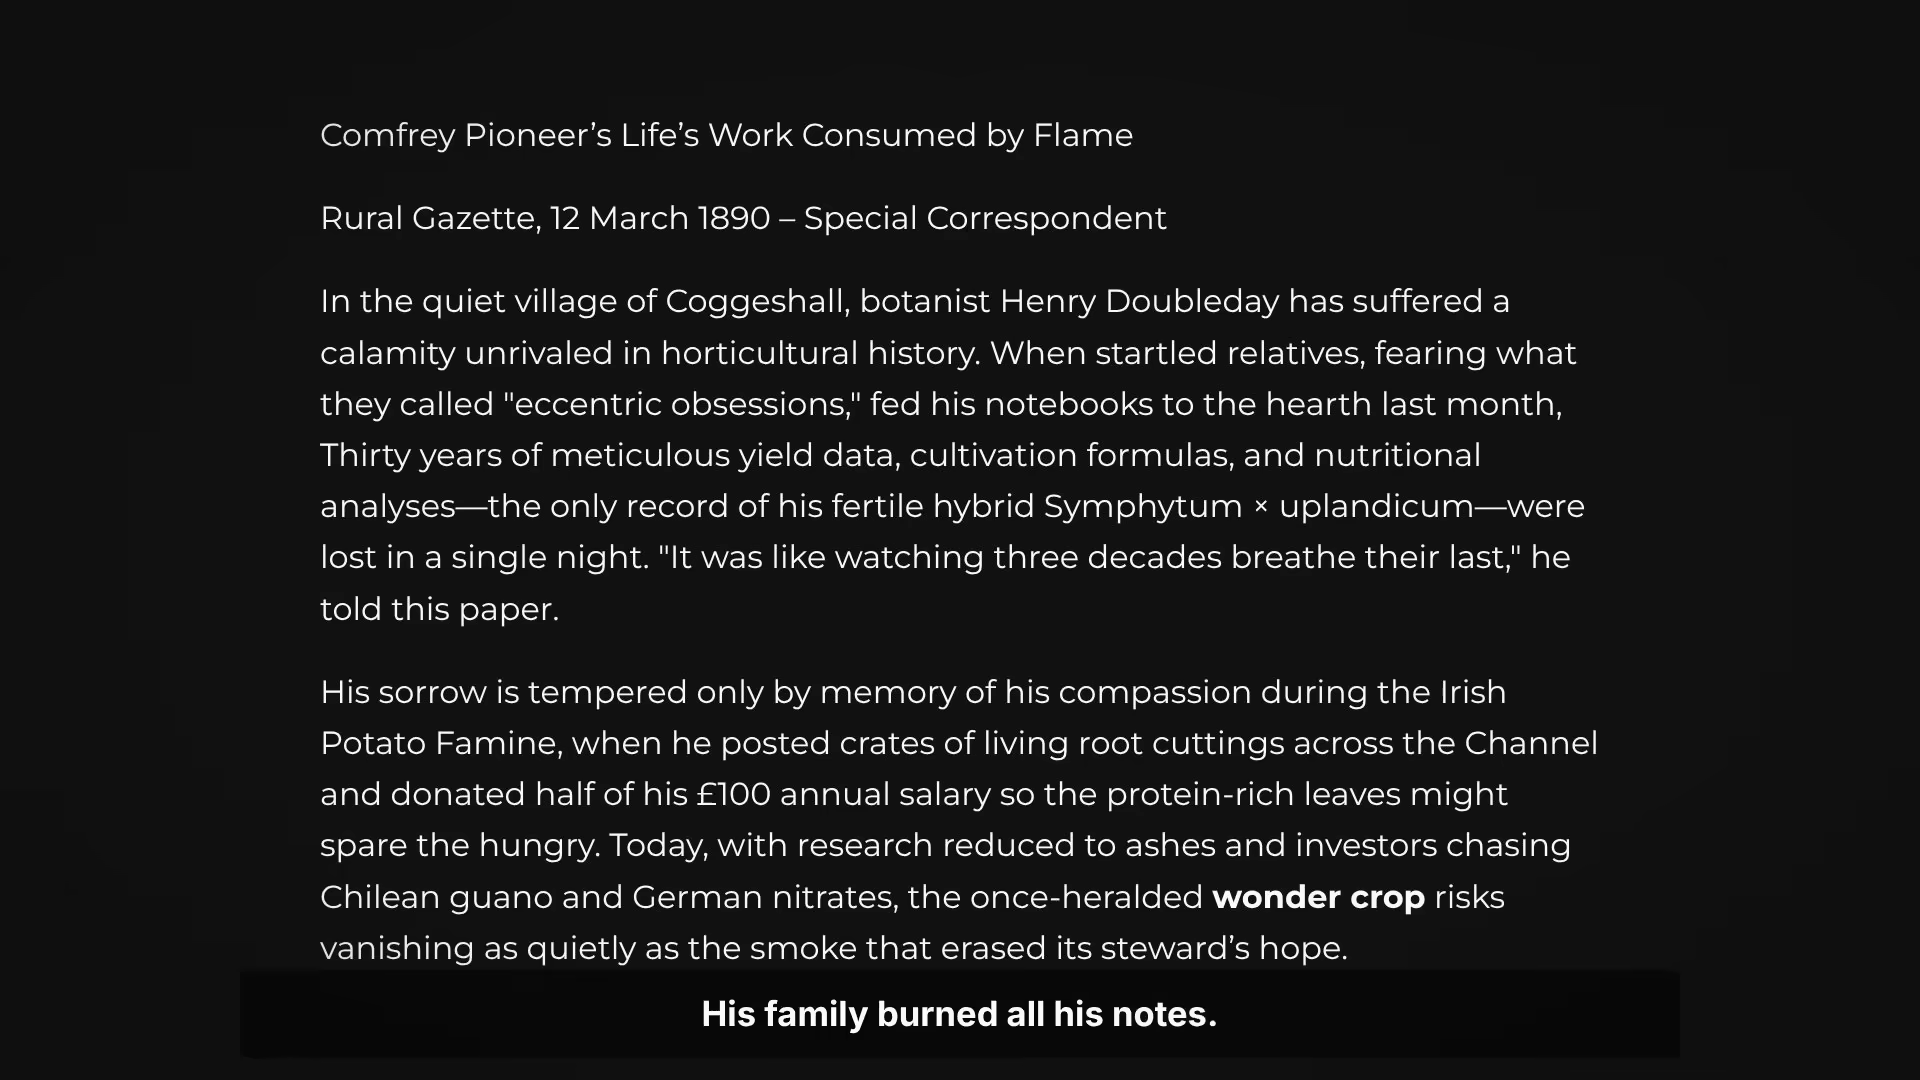 Comfrey Pioneer’s Life’s Work Consumed by Flame
Rural Gazette, 12 March 1890 – Special Correspondent
In the quiet village of Coggeshall, botanist Henry Doubleday has suffered a
calamity unrivaled in horticultural history. When startled relatives, fearing what
they called "eccentric obsessions," fed his notebooks to the hearth last month,
Thirty years of meticulous yield data, cultivation formulas, and nutritional
analyses—the only record of his fertile hybrid Symphytum × uplandicum—were
lost in a single night. "It was like watching three decades breathe their last," he
told this paper.
His sorrow is tempered only by memory of his compassion during the Irish
Potato Famine, when he posted crates of living root cuttings across the Channel
and donated half of his £100 annual salary so the protein-rich leaves might
spare the hungry. Today, with research reduced to ashes and investors chasing
Chilean guano and German nitrates, the once-heralded wonder crop risks
vanishing as quietly as the smoke that erased its steward’s hope.
His family burned all his notes.